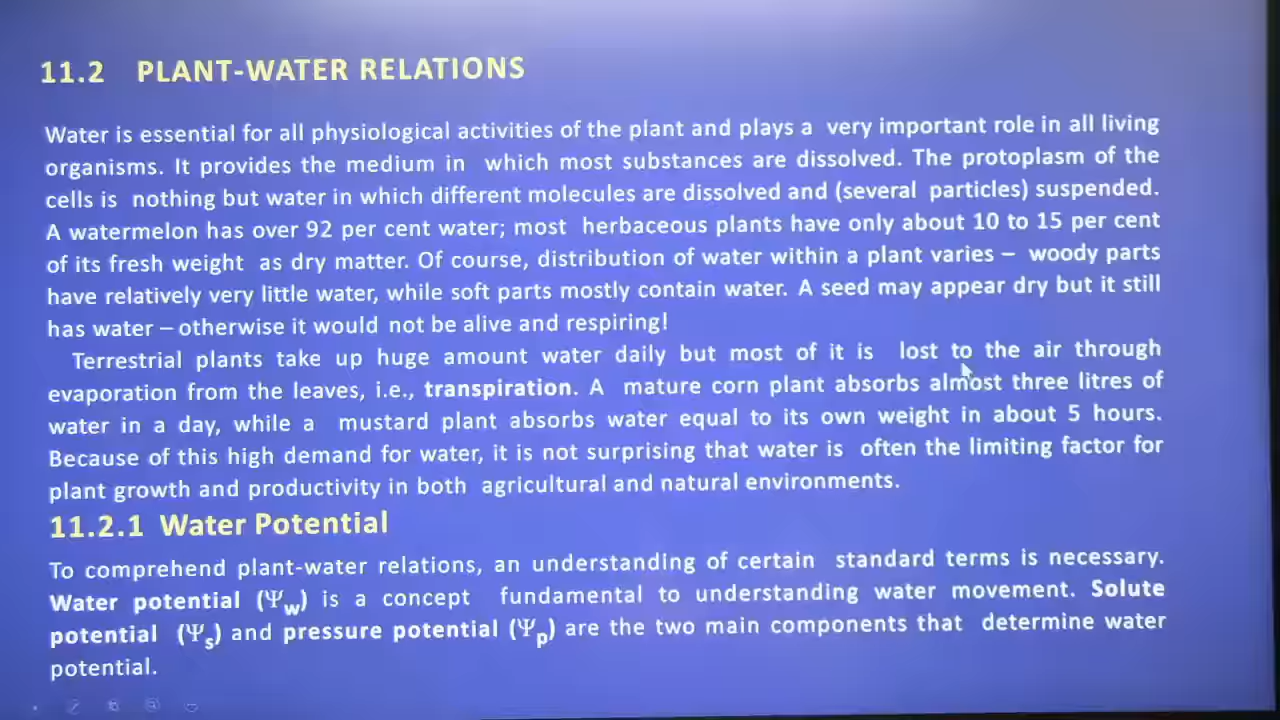 11.2 PLANT-WATER RELATIONS
Water is essential for all physiological activities of the plant and plays a very important role in all living
organisms. It provides the medium in which most substances are dissolved. The protoplasm of the
cells is nothing but water in which different molecules are dissolved and (several particles) suspended.
A watermelon has over 92 per cent water; most herbaceous plants have only about 10 to 15 per cent
of its fresh weight as dry matter. Of course, distribution of water within a plant varies – woody parts
have relatively very little water, while soft parts mostly contain water. A seed may appear dry but it still
has water – otherwise it would not be alive and respiring!
Terrestrial plants take up huge amount water daily but most of it is lost to the air through
evaporation from the leaves, i.e., transpiration. A mature corn plant absorbs almost three litres of
water in a day, while a mustard plant absorbs water equal to its own weight in about 5 hours.
Because of this high demand for water, it is not surprising that water is often the limiting factor for
plant growth and productivity in both agricultural and natural environments.
11.2.1 Water Potential
To comprehend plant-water relations, an understanding of certain standard terms is necessary.
Water potential (Ψw) is a concept fundamental to understanding water movement. Solute
potential (Ψs) and pressure potential (Ψp) are the two main components that determine water
potential.